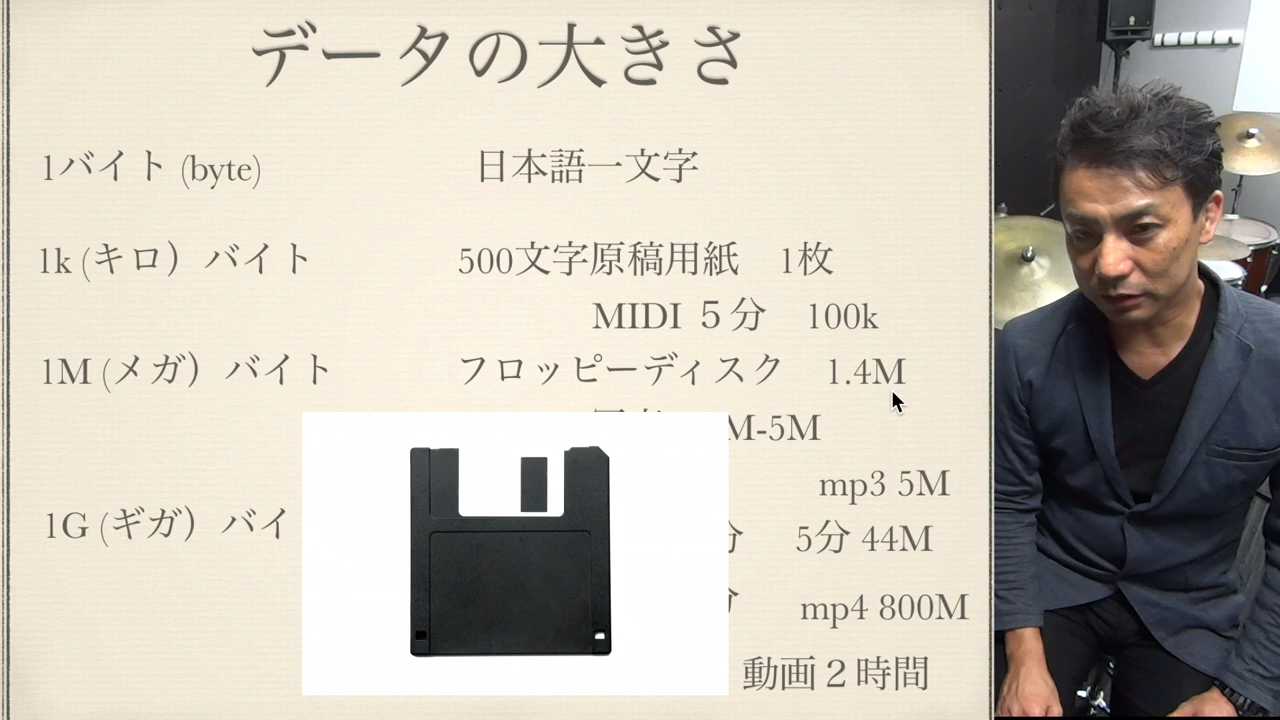 データの大きさ
1バイト (byte) 日本語一文字
1k (キロ）バイト 500文字原稿用紙 1枚
MIDI ５分 100k
1M (メガ）バイト フロッピーディスク 1.4M
M-5M
mp3 5M
1G (ギガ）バイ
分 5分 44M
mp4 800M
動画２時間